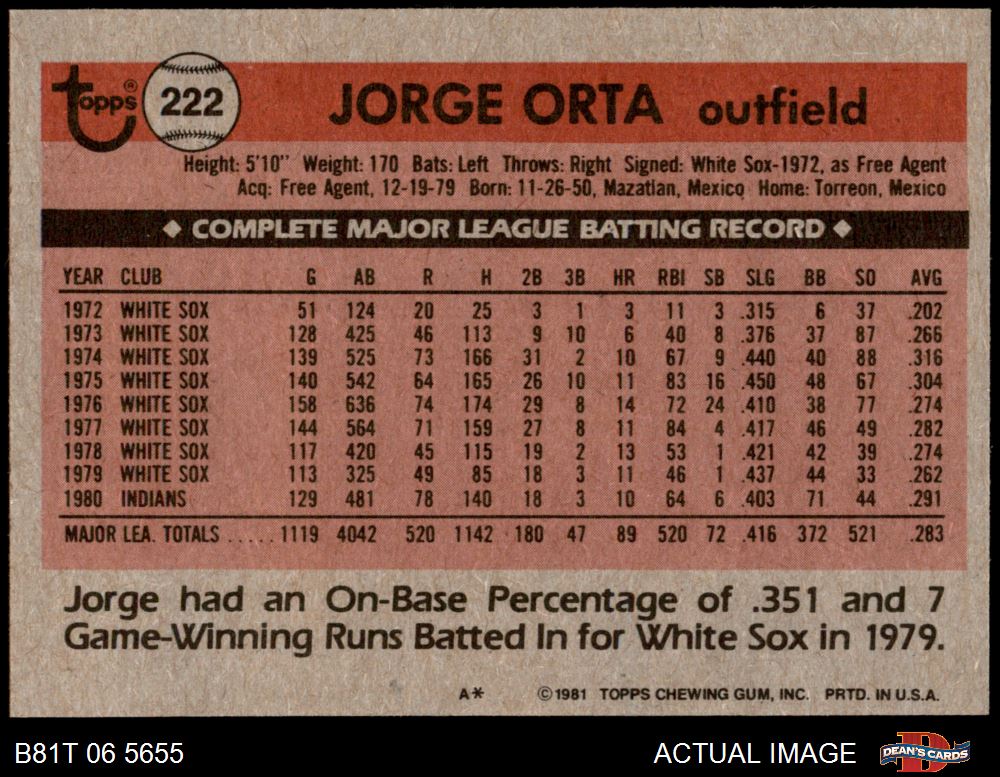 Topps® 222 JORGE ORTA outfield
Height: 5'10" Weight: 170 Bats: Left Throws: Right Signed: White Sox-1972, as Free Agent
Acq: Free Agent, 12-19-79 Born: 11-26-50, Mazatlan, Mexico Home: Torreon, Mexico
◆ COMPLETE MAJOR LEAGUE BATTING RECORD ◆
YEAR CLUB G AB R H 2B 3B HR RBI SB SLG BB SO AVG
1972 WHITE SOX 51 124 20 25 3 1 3 11 3 .315 6 37 .202
1973 WHITE SOX 128 425 46 113 9 10 6 40 8 .376 37 87 .266
1974 WHITE SOX 139 525 73 166 31 2 10 67 9 .440 40 88 .316
1975 WHITE SOX 140 542 64 165 26 10 11 83 16 .450 48 67 .304
1976 WHITE SOX 158 636 74 174 29 8 14 72 24 .410 38 77 .274
1977 WHITE SOX 144 564 71 159 27 8 11 84 4 .417 46 49 .282
1978 WHITE SOX 117 420 45 115 19 2 13 53 1 .421 42 39 .274
1979 WHITE SOX 113 325 49 85 18 3 11 46 1 .437 44 33 .262
1980 INDIANS 129 481 78 140 18 3 10 64 6 .403 71 44 .291
MAJOR LEA. TOTALS ..... 1119 4042 520 1142 180 47 89 520 72 .416 372 521 .283
Jorge had an On-Base Percentage of .351 and 7
Game-Winning Runs Batted In for White Sox in 1979.
A* ©1981 TOPPS CHEWING GUM, INC. PRTD. IN U.S.A.
B81T 06 5655 ACTUAL IMAGE DEAN'S CARDS